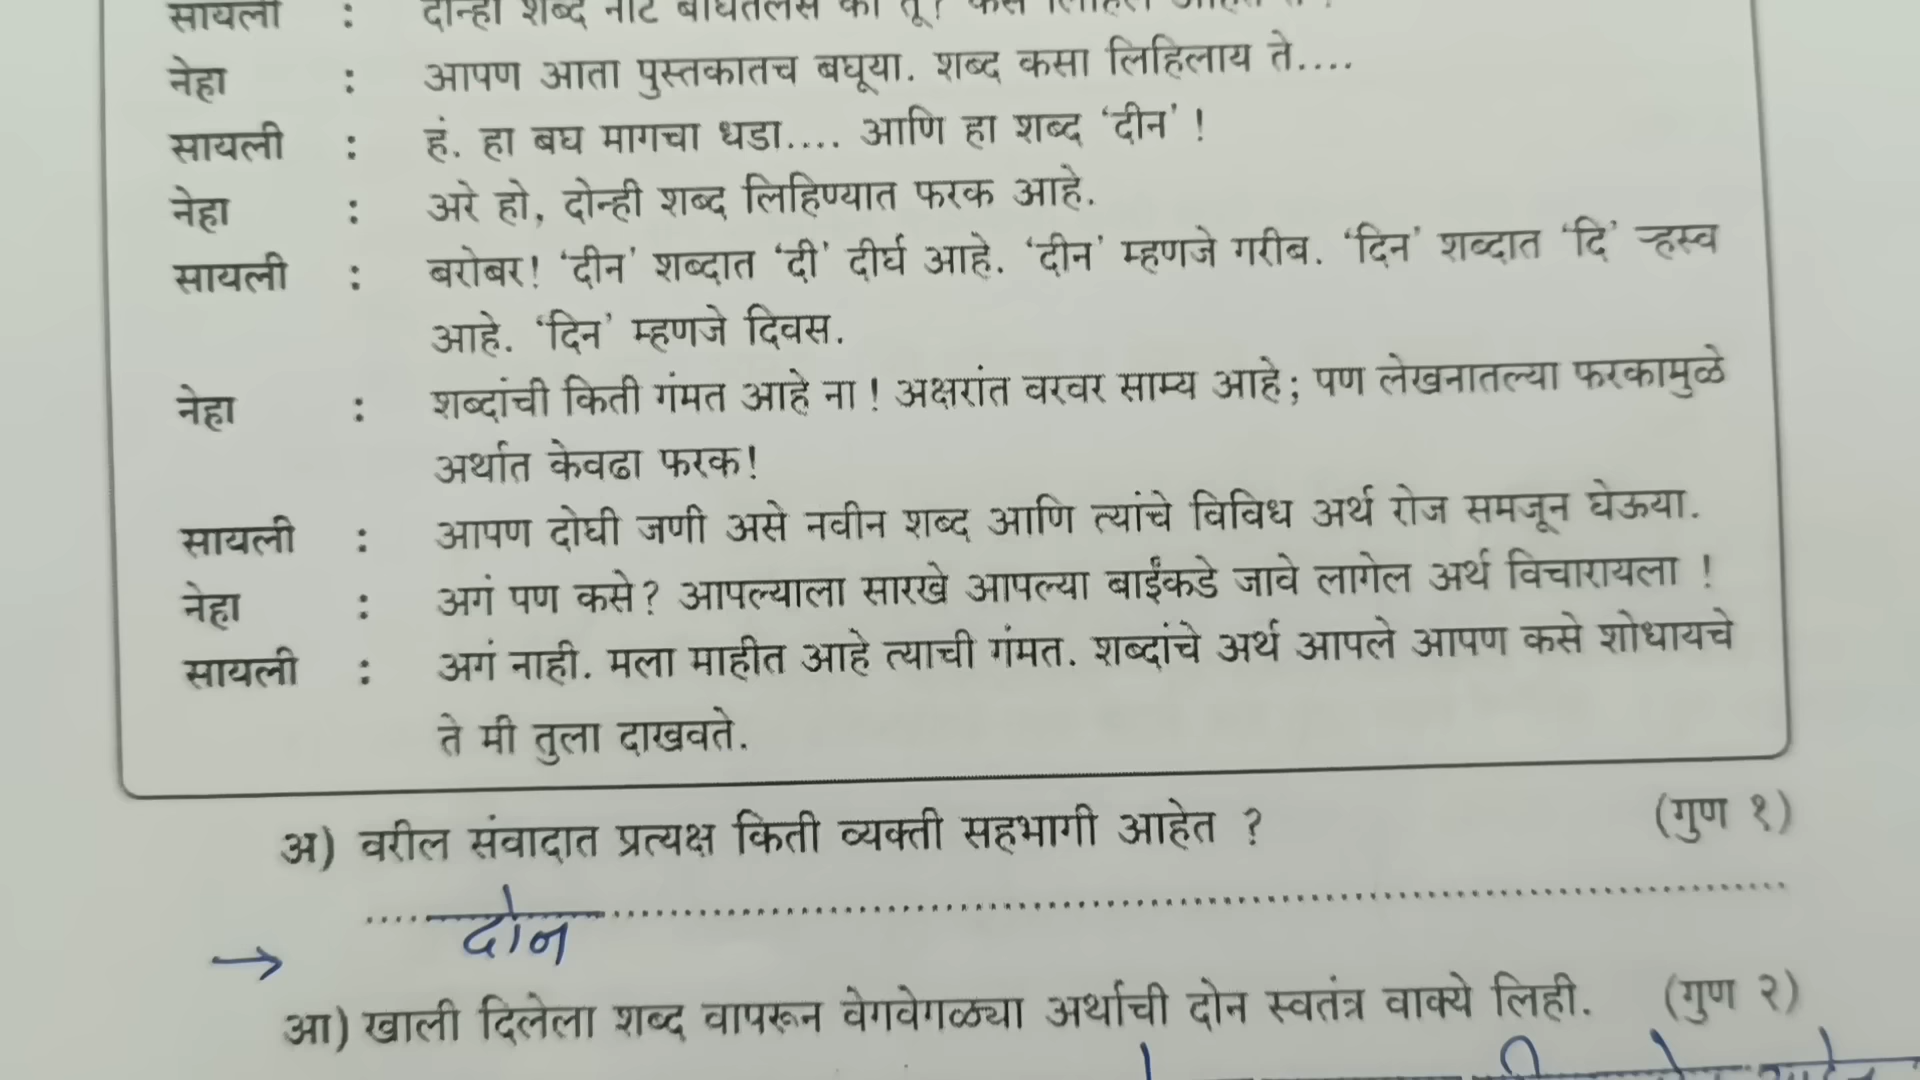 सायली : दोन्ही शब्द नीट बघितलेस का तू?
नेहा : आपण आता पुस्तकातच बघूया. शब्द कसा लिहिलाय ते....
सायली : हं. हा बघ मागचा धडा.... आणि हा शब्द ‘दीन’ !
नेहा : अरे हो, दोन्ही शब्द लिहिण्यात फरक आहे.
सायली : बरोबर! ‘दीन’ शब्दात ‘दी’ दीर्घ आहे. ‘दीन’ म्हणजे गरीब. ‘दिन’ शब्दात ‘दि’ ऱ्हस्व
आहे. ‘दिन’ म्हणजे दिवस.
नेहा : शब्दांची किती गंमत आहे ना ! अक्षरांत वरवर साम्य आहे; पण लेखनातल्या फरकामुळे
अर्थात केवढा फरक!
सायली : आपण दोघी जणी असे नवीन शब्द आणि त्यांचे विविध अर्थ रोज समजून घेऊया.
नेहा : अगं पण कसे? आपल्याला सारखे आपल्या बाईंकडे जावे लागेल अर्थ विचारायला !
सायली : अगं नाही. मला माहीत आहे त्याची गंमत. शब्दांचे अर्थ आपले आपण कसे शोधायचे
ते मी तुला दाखवते.
अ) वरील संवादात प्रत्यक्ष किती व्यक्ती सहभागी आहेत ? (गुण १)
→ दोन
आ) खाली दिलेला शब्द वापरून वेगवेगळ्या अर्थाची दोन स्वतंत्र वाक्ये लिही. (गुण २)